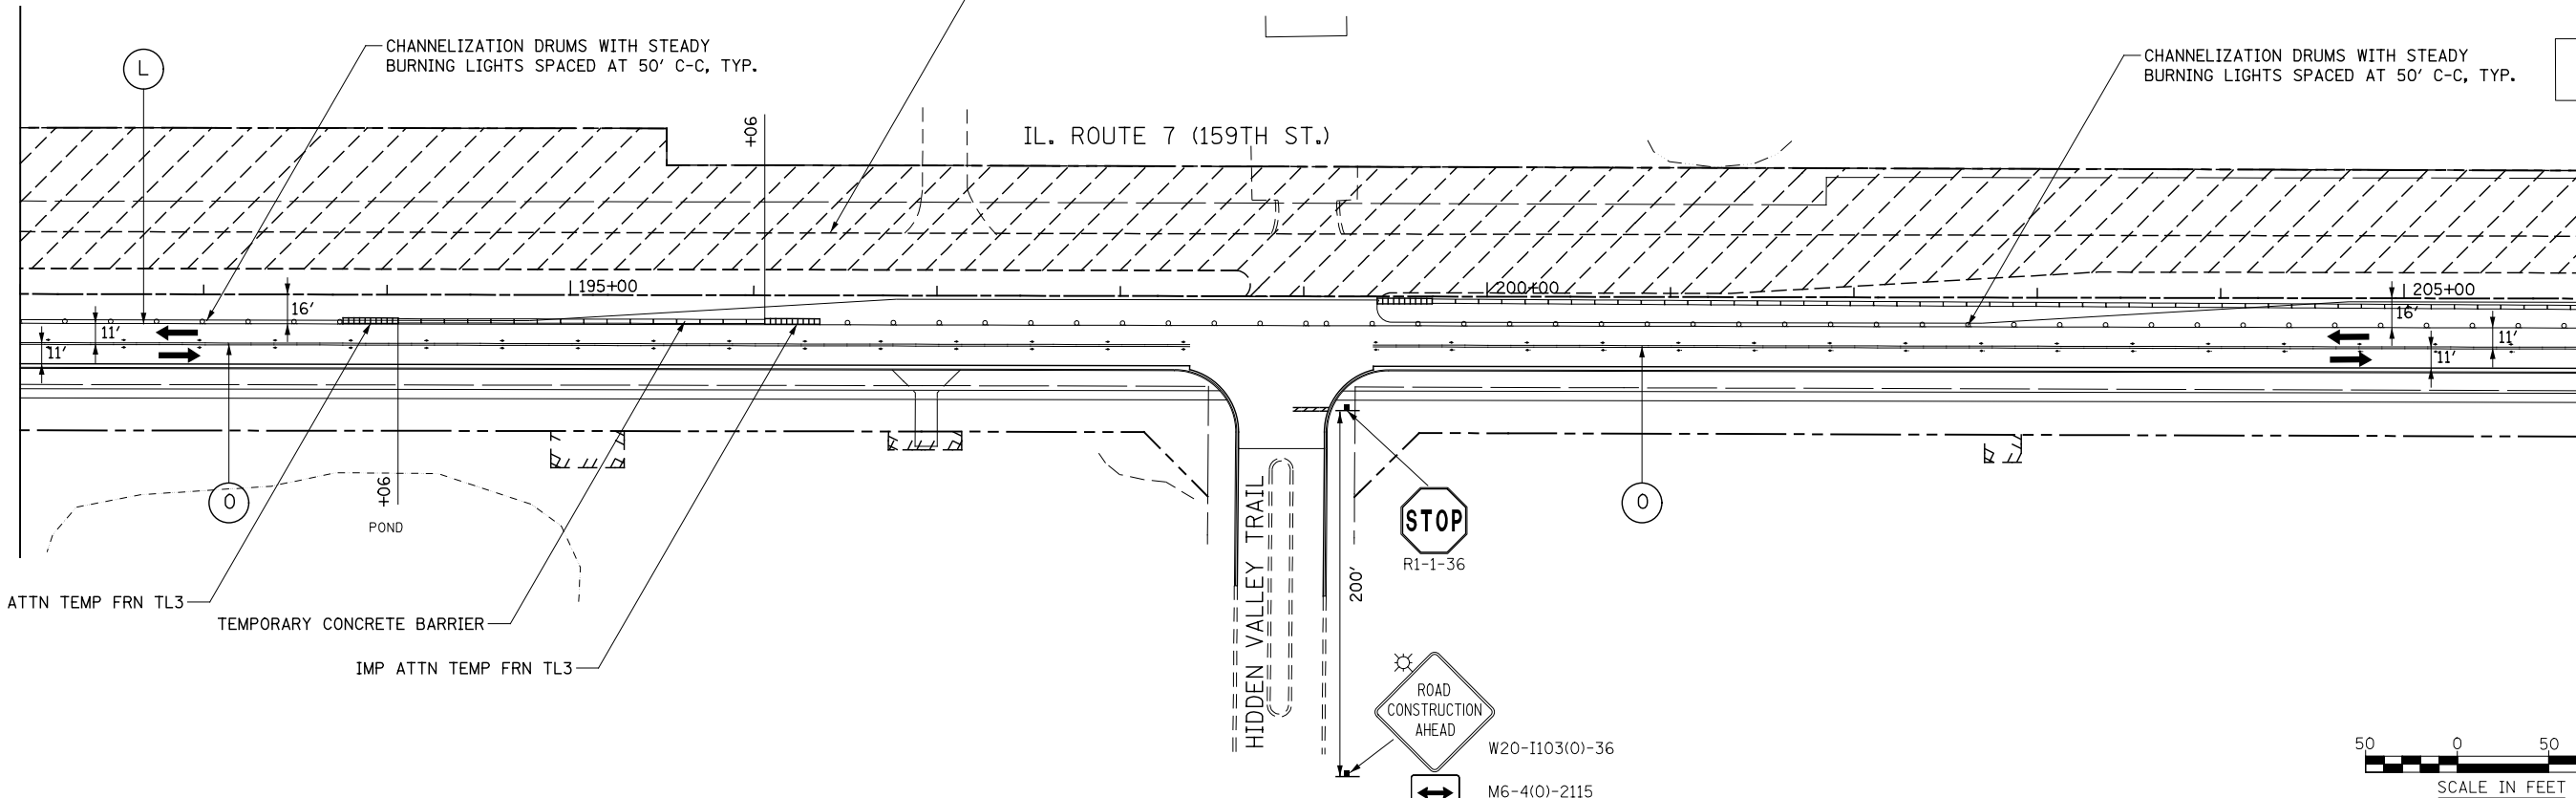 CHANNELIZATION DRUMS WITH STEADY
BURNING LIGHTS SPACED AT 50' C-C, TYP.
CHANNELIZATION DRUMS WITH STEADY
BURNING LIGHTS SPACED AT 50' C-C, TYP.
L
+06
IL. ROUTE 7 (159TH ST.)
195+00
200+00
205+00
16'
11'
11'
16'
11'
11'
+06
POND
O
O
STOP
R1-1-36
HIDDEN VALLEY TRAIL
200'
ATTN TEMP FRN TL3
TEMPORARY CONCRETE BARRIER
IMP ATTN TEMP FRN TL3
ROAD
CONSTRUCTION
AHEAD
W20-I103(O)-36
M6-4(O)-2115
50 0 50
SCALE IN FEET